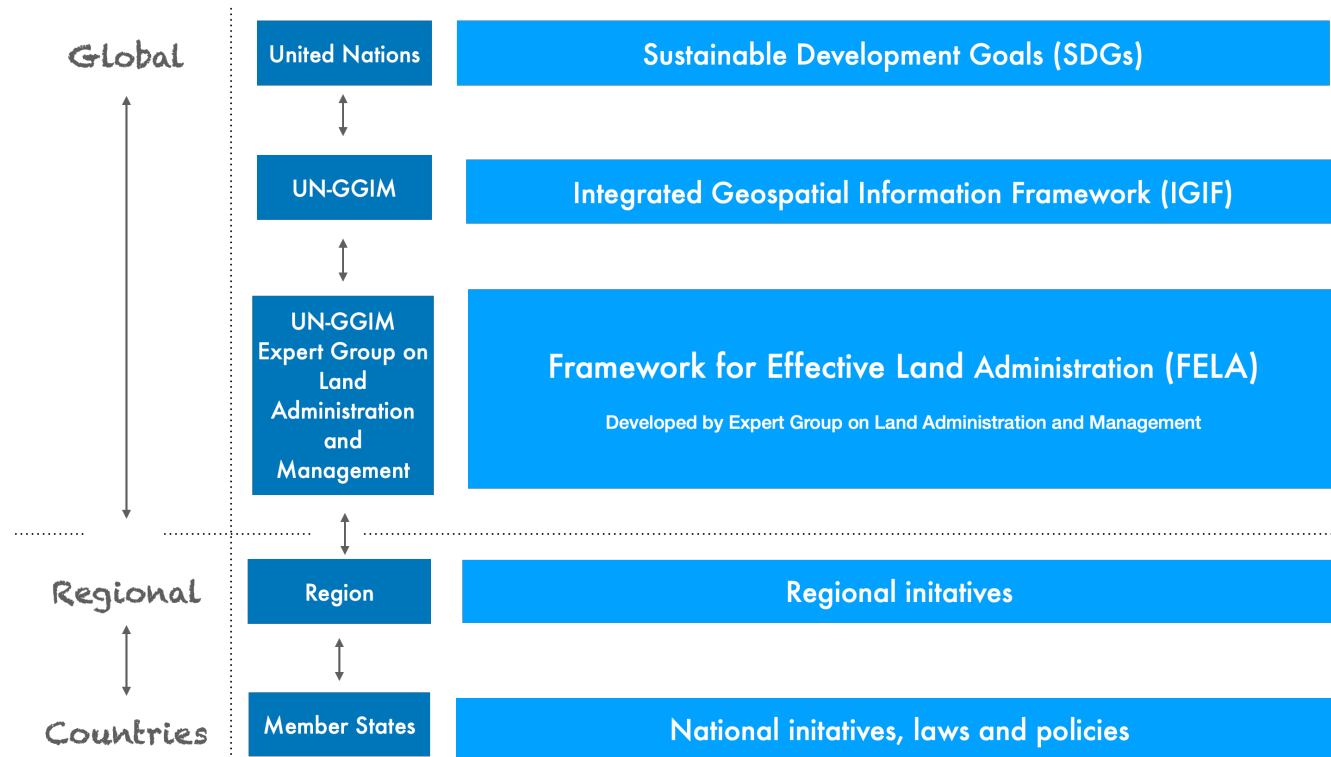 Global
United Nations
Sustainable Development Goals (SDGs)
UN-GGIM
Integrated Geospatial Information Framework (IGIF)
UN-GGIM
Expert Group on
Land
Administration
and
Management
Framework for Effective Land Administration (FELA)
Developed by Expert Group on Land Administration and Management
Regional
Region
Regional initatives
Countries
Member States
National initatives, laws and policies